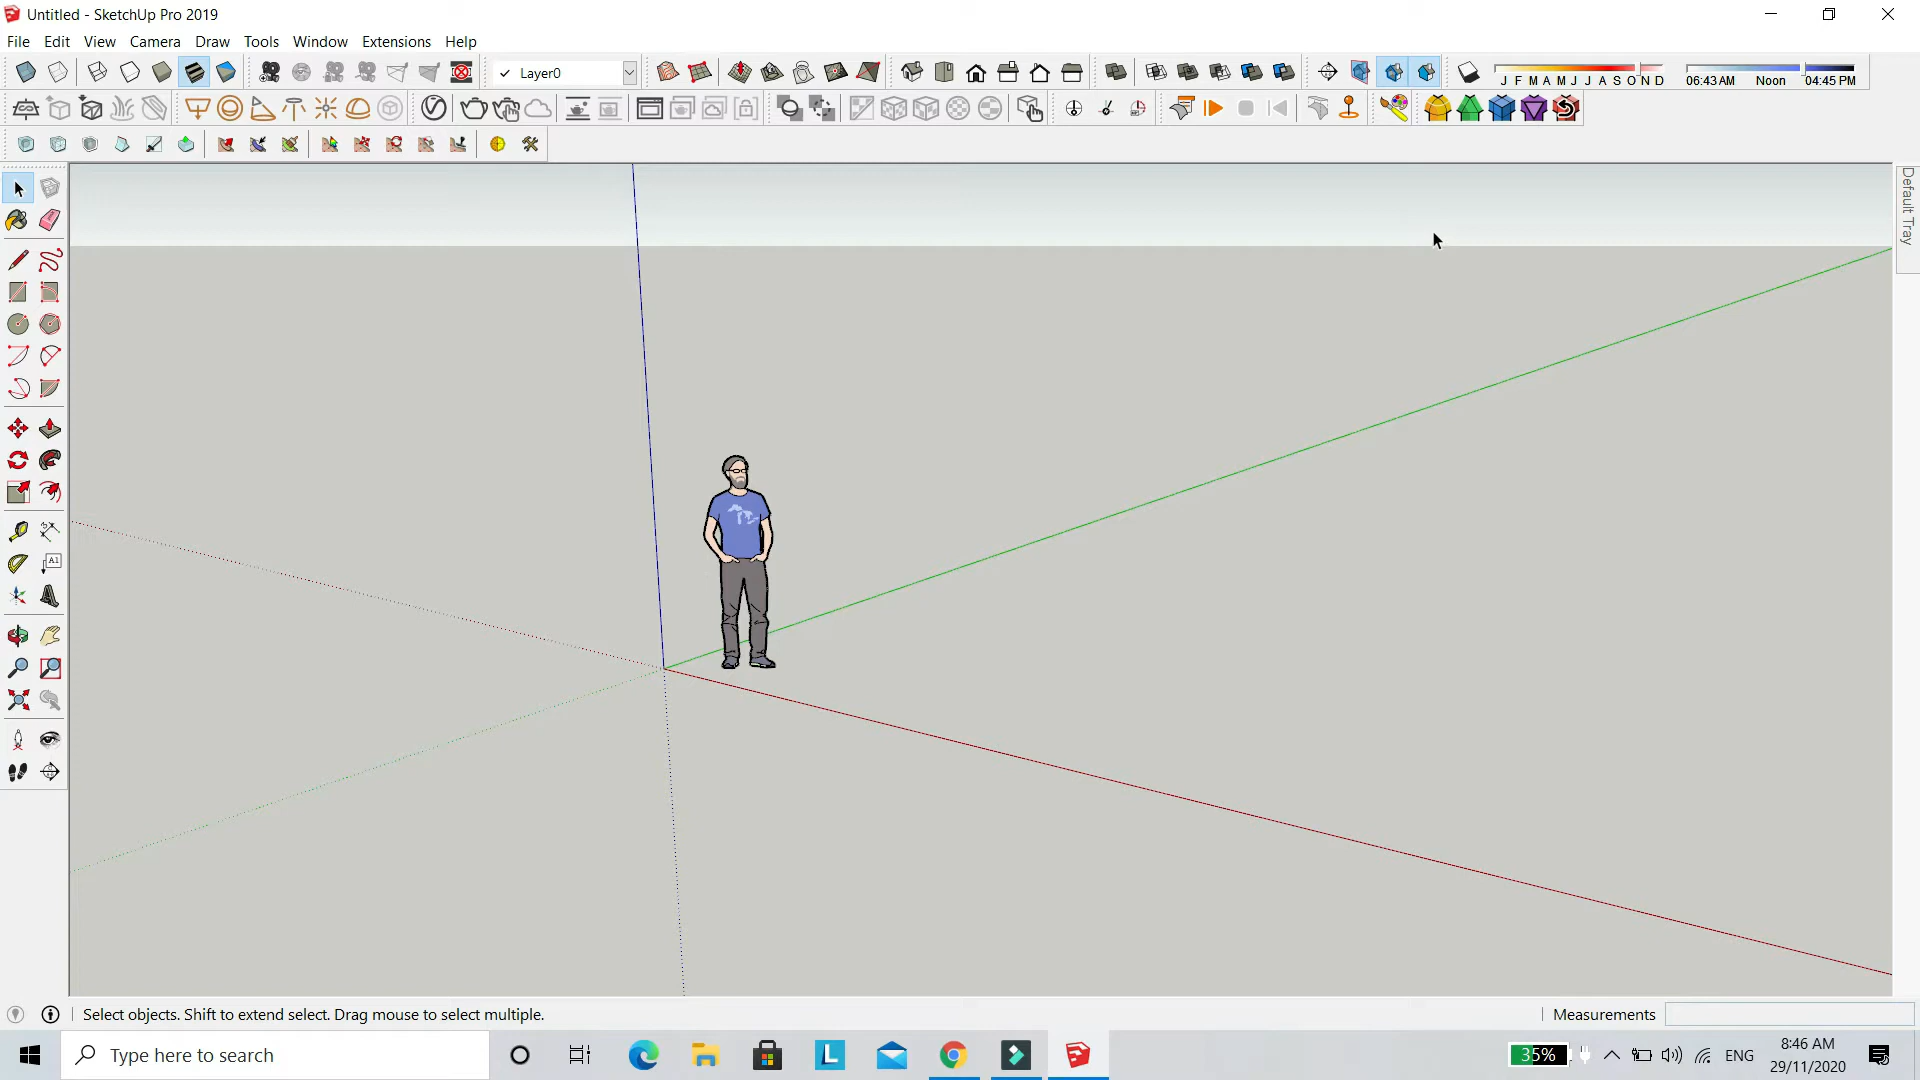 Untitled - SketchUp Pro 2019
File Edit View Camera Draw Tools Window Extensions Help
✓ Layer0
J F M A M J J A S O N D
06:43 AM Noon 04:45 PM
Default Tray
A1
Select objects. Shift to extend select. Drag mouse to select multiple.
Measurements
Type here to search
L
35%
ENG
8:46 AM
29/11/2020